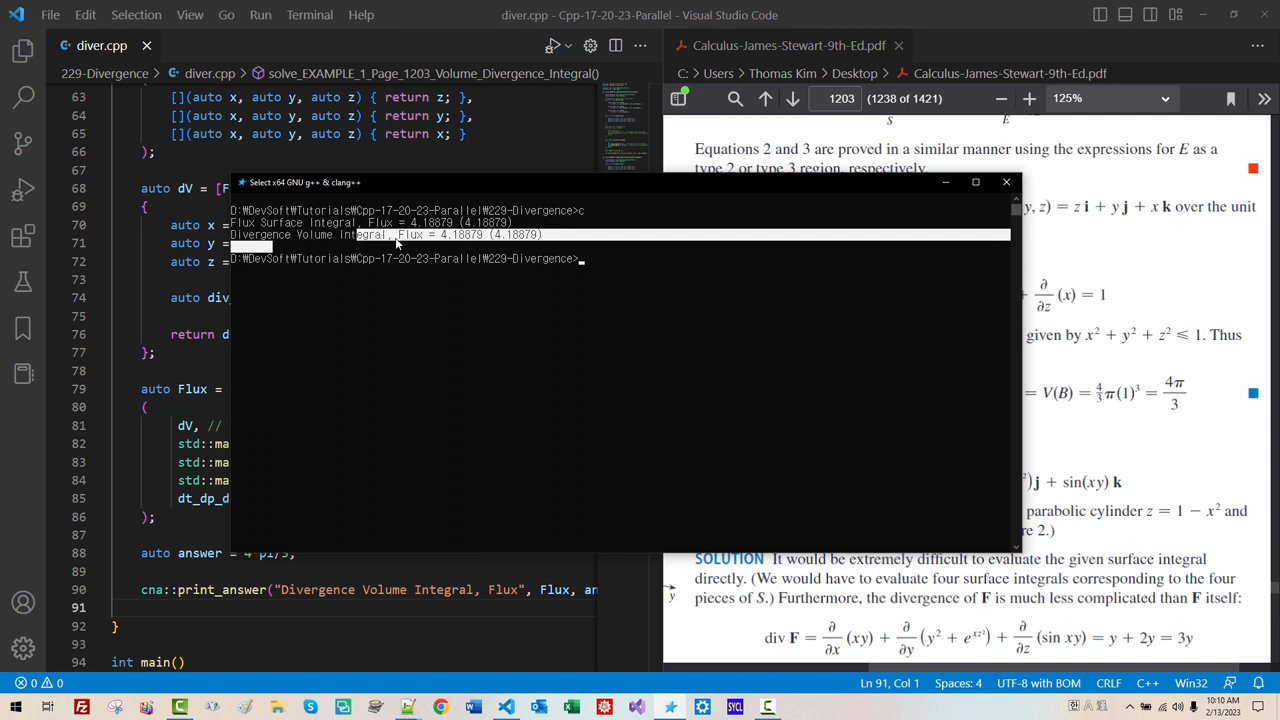 File Edit Selection View Go Run Terminal Help
diver.cpp - Cpp-17-20-23-Parallel - Visual Studio Code
diver.cpp
229-Divergence > diver.cpp > solve_EXAMPLE_1_Page_1203_Volume_Divergence_Integral()
63 [](auto x, auto y, auto z) { return z; },
64 [](auto x, auto y, auto z) { return y; },
65 [](auto x, auto y, auto z) { return x; }
66 );
67
68 auto dV = [F
69 {
70 auto x =
71 auto y =
72 auto z =
73
74 auto div_
75
76 return d
77 };
78
79 auto Flux =
80 (
81 dV, //
82 std::ma
83 std::ma
84 std::ma
85 dt_dp_d
86 );
87
88 auto answer = 4*pi/3;
89
90 cna::print_answer("Divergence Volume Integral, Flux", Flux, an
91
92 }
93
94 int main()
Select x64 GNU g++ & clang++
D:₩DevSoft₩Tutorials₩Cpp-17-20-23-Parallel₩229-Divergence>c
Flux Surface Integral, Flux = 4.18879 (4.18879)
Divergence Volume Integral, Flux = 4.18879 (4.18879)
D:₩DevSoft₩Tutorials₩Cpp-17-20-23-Parallel₩229-Divergence>
Calculus-James-Stewart-9th-Ed.pdf
C: > Users > Thomas Kim > Desktop > Calculus-James-Stewart-9th-Ed.pdf
1203 (1238 of 1421) 125%
S E
Equations 2 and 3 are proved in a similar manner using the expressions for E as a
type 2 or type 3 region, respectively.
y, z) = z i + y j + x k over the unit
+ ∂/∂z (x) = 1
given by x² + y² + z² ⩽ 1. Thus
= V(B) = 4/3 π(1)³ = 4π/3
²)j + sin(xy) k
parabolic cylinder z = 1 − x² and
e 2.)
SOLUTION It would be extremely difficult to evaluate the given surface integral
directly. (We would have to evaluate four surface integrals corresponding to the four
pieces of S.) Furthermore, the divergence of F is much less complicated than F itself:
y
div F = ∂/∂x (xy) + ∂/∂y (y² + e^{xz²}) + ∂/∂z (sin xy) = y + 2y = 3y
0 0
Ln 91, Col 1 Spaces: 4 UTF-8 with BOM CRLF C++ Win32
SYCL
10:10 AM
2/13/2023